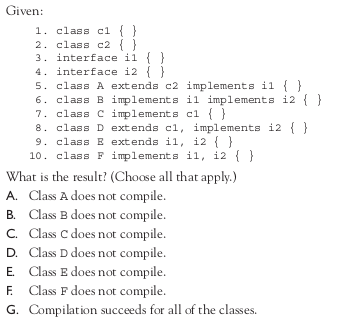 Given:
1. class c1 { }
2. class c2 { }
3. interface i1 { }
4. interface i2 { }
5. class A extends c2 implements i1 { }
6. class B implements i1 implements i2 { }
7. class C implements c1 { }
8. class D extends c1, implements i2 { }
9. class E extends i1, i2 { }
10. class F implements i1, i2 { }
What is the result? (Choose all that apply.)
A. Class A does not compile.
B. Class B does not compile.
C. Class C does not compile.
D. Class D does not compile.
E. Class E does not compile.
F. Class F does not compile.
G. Compilation succeeds for all of the classes.